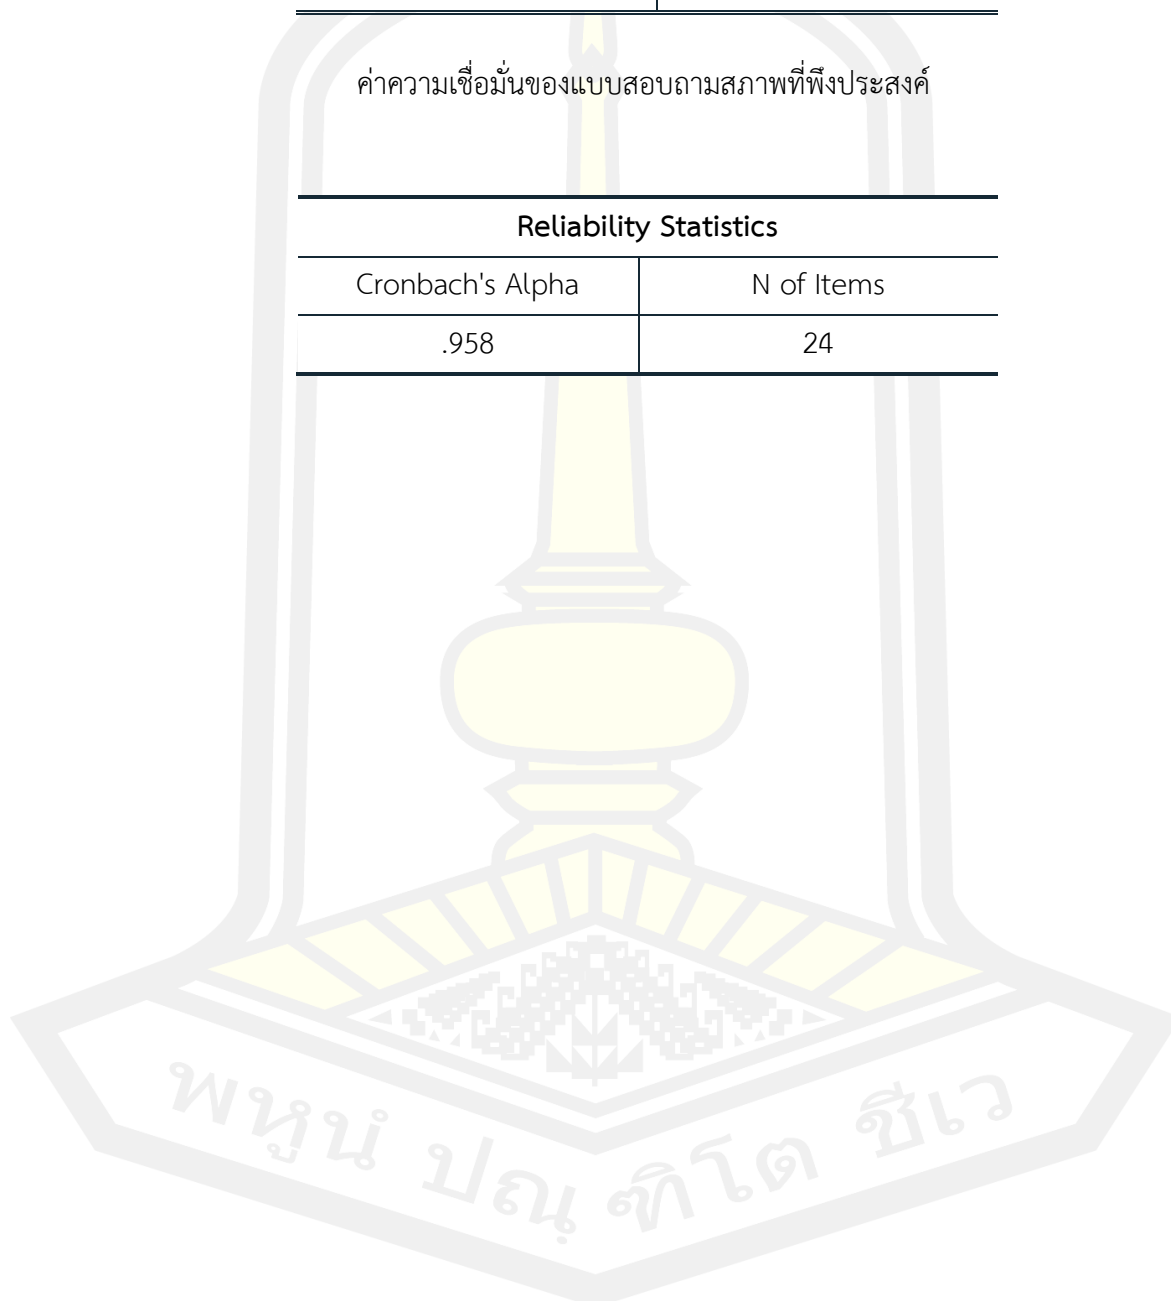 ค่าความเชื่อมั่นของแบบสอบถามสภาพที่พึงประสงค์
Reliability Statistics
Cronbach's Alpha N of Items
.958 24
พหูนํ ปณฺฑิโต ชีเว